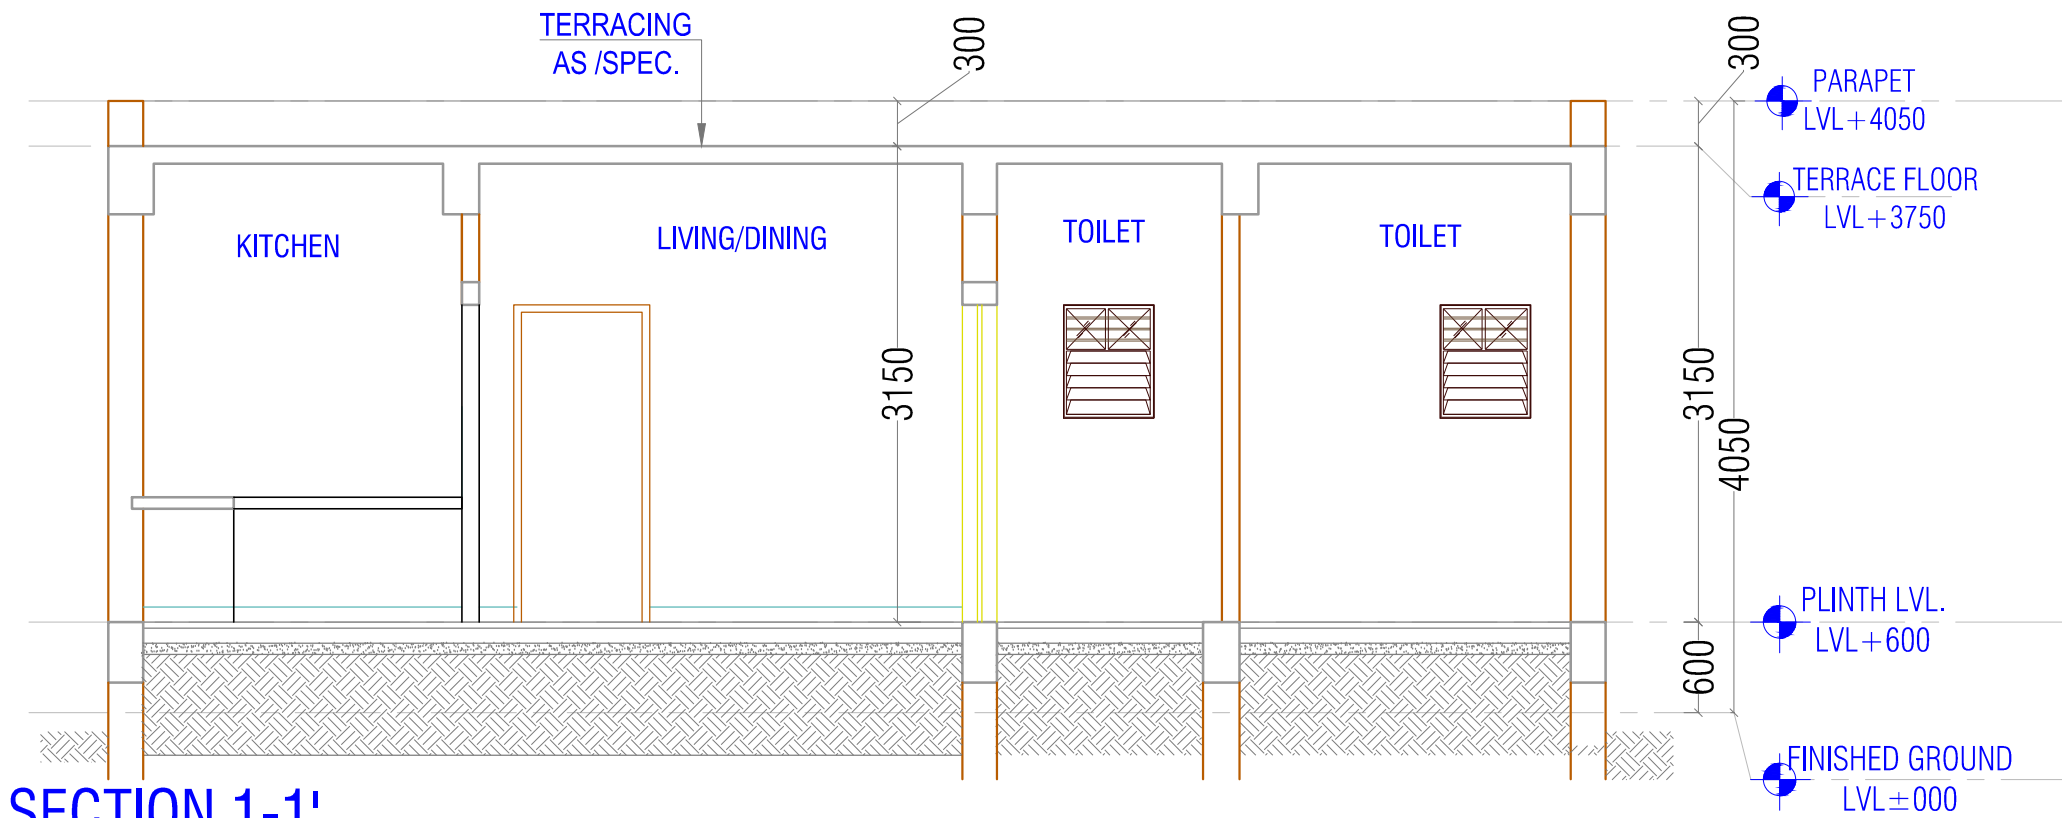 TERRACING
AS /SPEC.
300
300
PARAPET
LVL+4050
TERRACE FLOOR
LVL+3750
KITCHEN
LIVING/DINING
TOILET
TOILET
3150
3150
4050
PLINTH LVL.
LVL+600
600
FINISHED GROUND
LVL±000
SECTION 1-1'